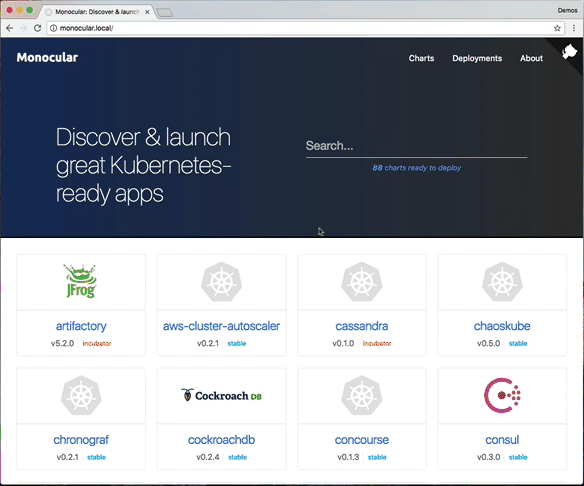 Monocular: Discover & launch
Demos
monocular.local/
Monocular
Charts
Deployments
About
Discover & launch
great Kubernetes-
ready apps
Search...
88 charts ready to deploy
JFrog
artifactory
v5.2.0 incubator
aws-cluster-autoscaler
v0.2.1 stable
cassandra
v0.1.0 incubator
chaoskube
v0.5.0 stable
chronograf
v0.2.1 stable
Cockroach DB
cockroachdb
v0.2.4 stable
concourse
v0.1.3 stable
consul
v0.3.0 stable